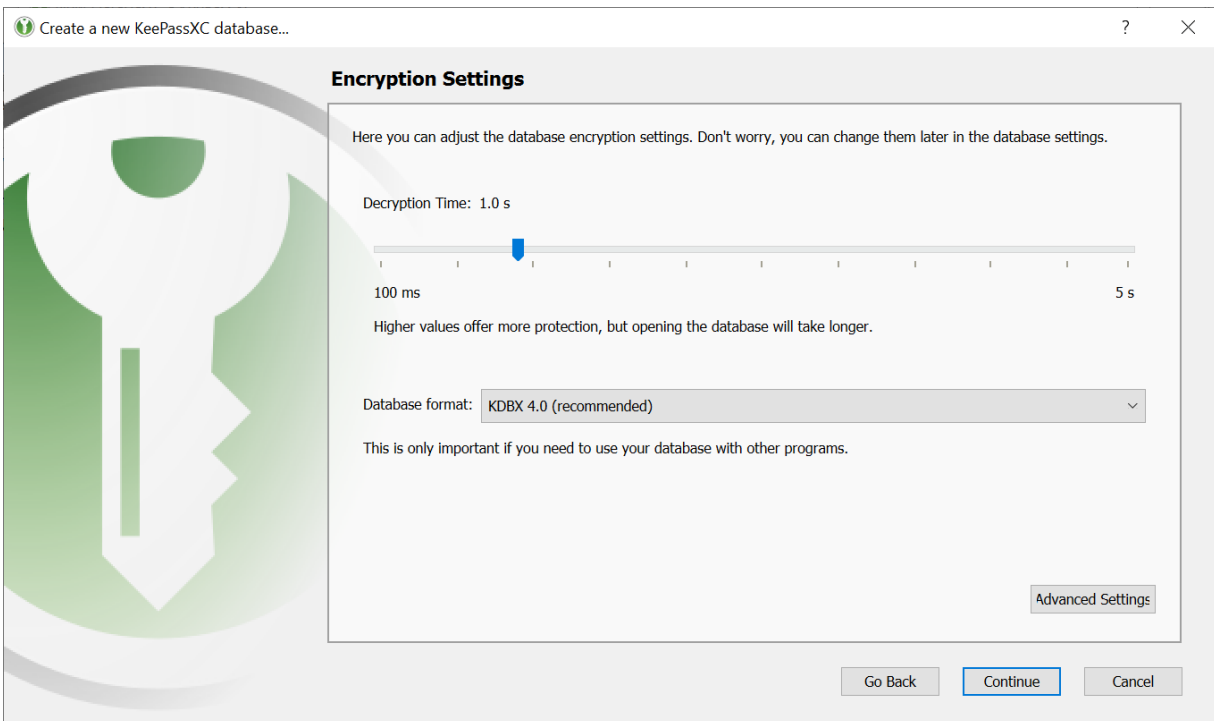 Create a new KeePassXC database...
?
Encryption Settings
Here you can adjust the database encryption settings. Don't worry, you can change them later in the database settings.
Decryption Time: 1.0 s
100 ms 5 s
Higher values offer more protection, but opening the database will take longer.
Database format: KDBX 4.0 (recommended)
This is only important if you need to use your database with other programs.
Advanced Settings
Go Back Continue Cancel